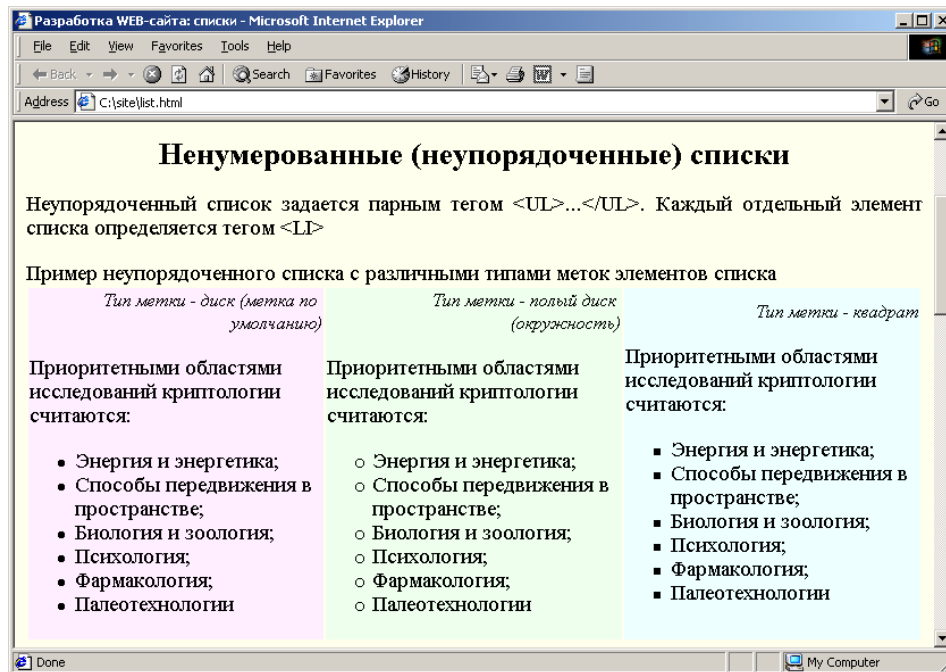 Разработка WEB-сайта: списки - Microsoft Internet Explorer
File Edit View Favorites Tools Help
Back Search Favorites History
Address C:\site\list.html Go
Ненумерованные (неупорядоченные) списки
Неупорядоченный список задается парным тегом <UL>...</UL>. Каждый отдельный элемент
списка определяется тегом <LI>
Пример неупорядоченного списка с различными типами меток элементов списка
Тип метки - диск (метка по
умолчанию)
Приоритетными областями
исследований криптологии
считаются:
• Энергия и энергетика;
• Способы передвижения в
пространстве;
• Биология и зоология;
• Психология;
• Фармакология;
• Палеотехнологии
Тип метки - полый диск
(окружность)
Приоритетными областями
исследований криптологии
считаются:
○ Энергия и энергетика;
○ Способы передвижения в
пространстве;
○ Биология и зоология;
○ Психология;
○ Фармакология;
○ Палеотехнологии
Тип метки - квадрат
Приоритетными областями
исследований криптологии
считаются:
▪ Энергия и энергетика;
▪ Способы передвижения в
пространстве;
▪ Биология и зоология;
▪ Психология;
▪ Фармакология;
▪ Палеотехнологии
Done My Computer